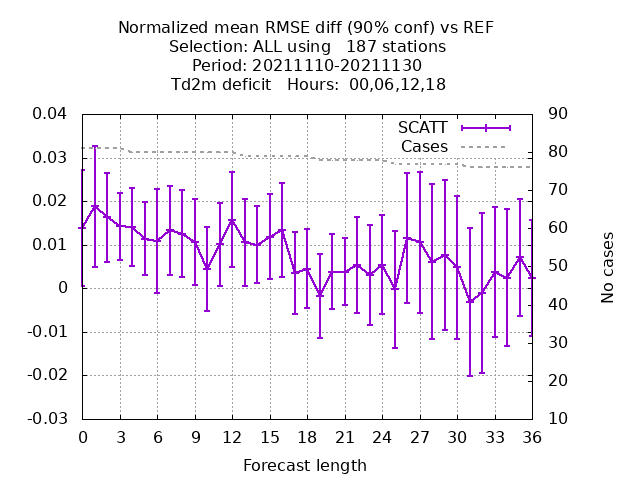 Normalized mean RMSE diff (90% conf) vs REF
Selection: ALL using   187 stations
Period: 20211110-20211130
Td2m deficit   Hours:  00,06,12,18
SCATT
Cases
0.04
0.03
0.02
0.01
0
-0.01
-0.02
-0.03
90
80
70
60
50
40
30
20
10
No cases
0 3 6 9 12 15 18 21 24 27 30 33 36
Forecast length